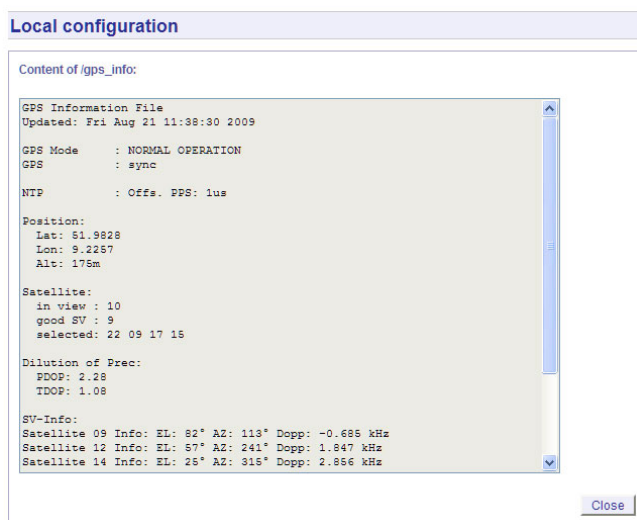 Local configuration
Content of /gps_info:
GPS Information File
Updated: Fri Aug 21 11:38:30 2009
GPS Mode : NORMAL OPERATION
GPS : sync
NTP : Offs. PPS: 1us
Position:
Lat: 51.9828
Lon: 9.2257
Alt: 175m
Satellite:
in view : 10
good SV : 9
selected: 22 09 17 15
Dilution of Prec:
PDOP: 2.28
TDOP: 1.08
SV-Info:
Satellite 09 Info: EL: 82° AZ: 113° Dopp: -0.685 kHz
Satellite 12 Info: EL: 57° AZ: 241° Dopp: 1.847 kHz
Satellite 14 Info: EL: 25° AZ: 315° Dopp: 2.856 kHz
Close